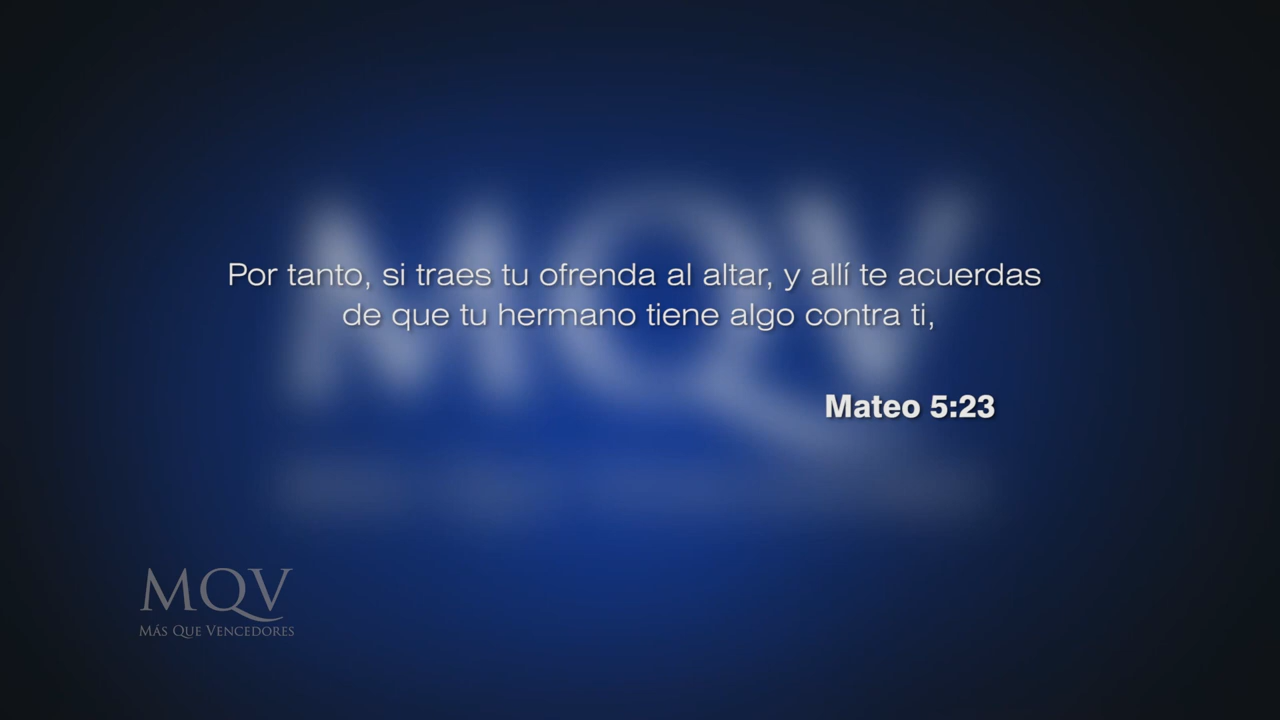 Por tanto, si traes tu ofrenda al altar, y allí te acuerdas
de que tu hermano tiene algo contra ti,
Mateo 5:23
MQV
MQV
MÁS QUE VENCEDORES